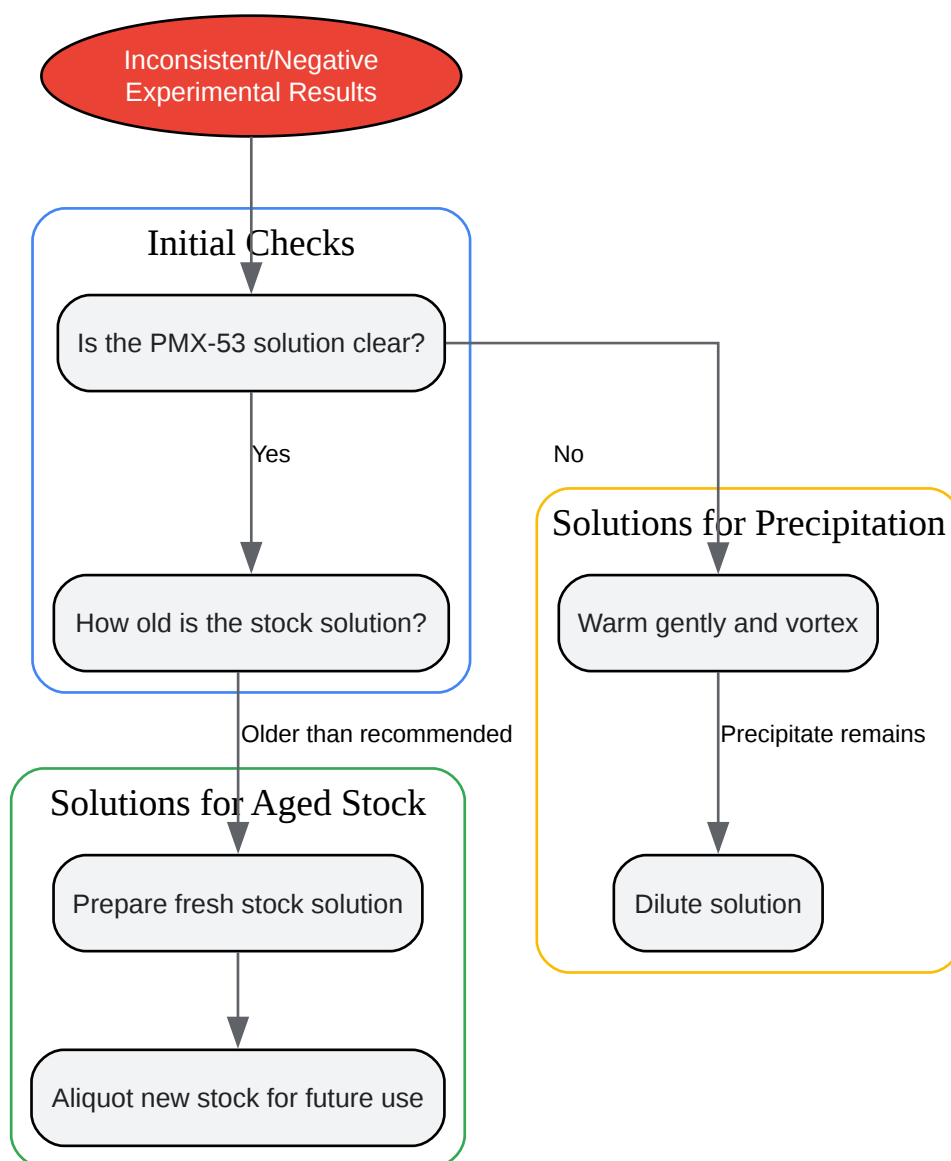 Inconsistent/Negative
Experimental Results
Initial Checks
Is the PMX-53 solution clear?
Yes
No
Solutions for Precipitation
How old is the stock solution?
Warm gently and vortex
Older than recommended
Precipitate remains
Solutions for Aged Stock
Prepare fresh stock solution
Dilute solution
Aliquot new stock for future use